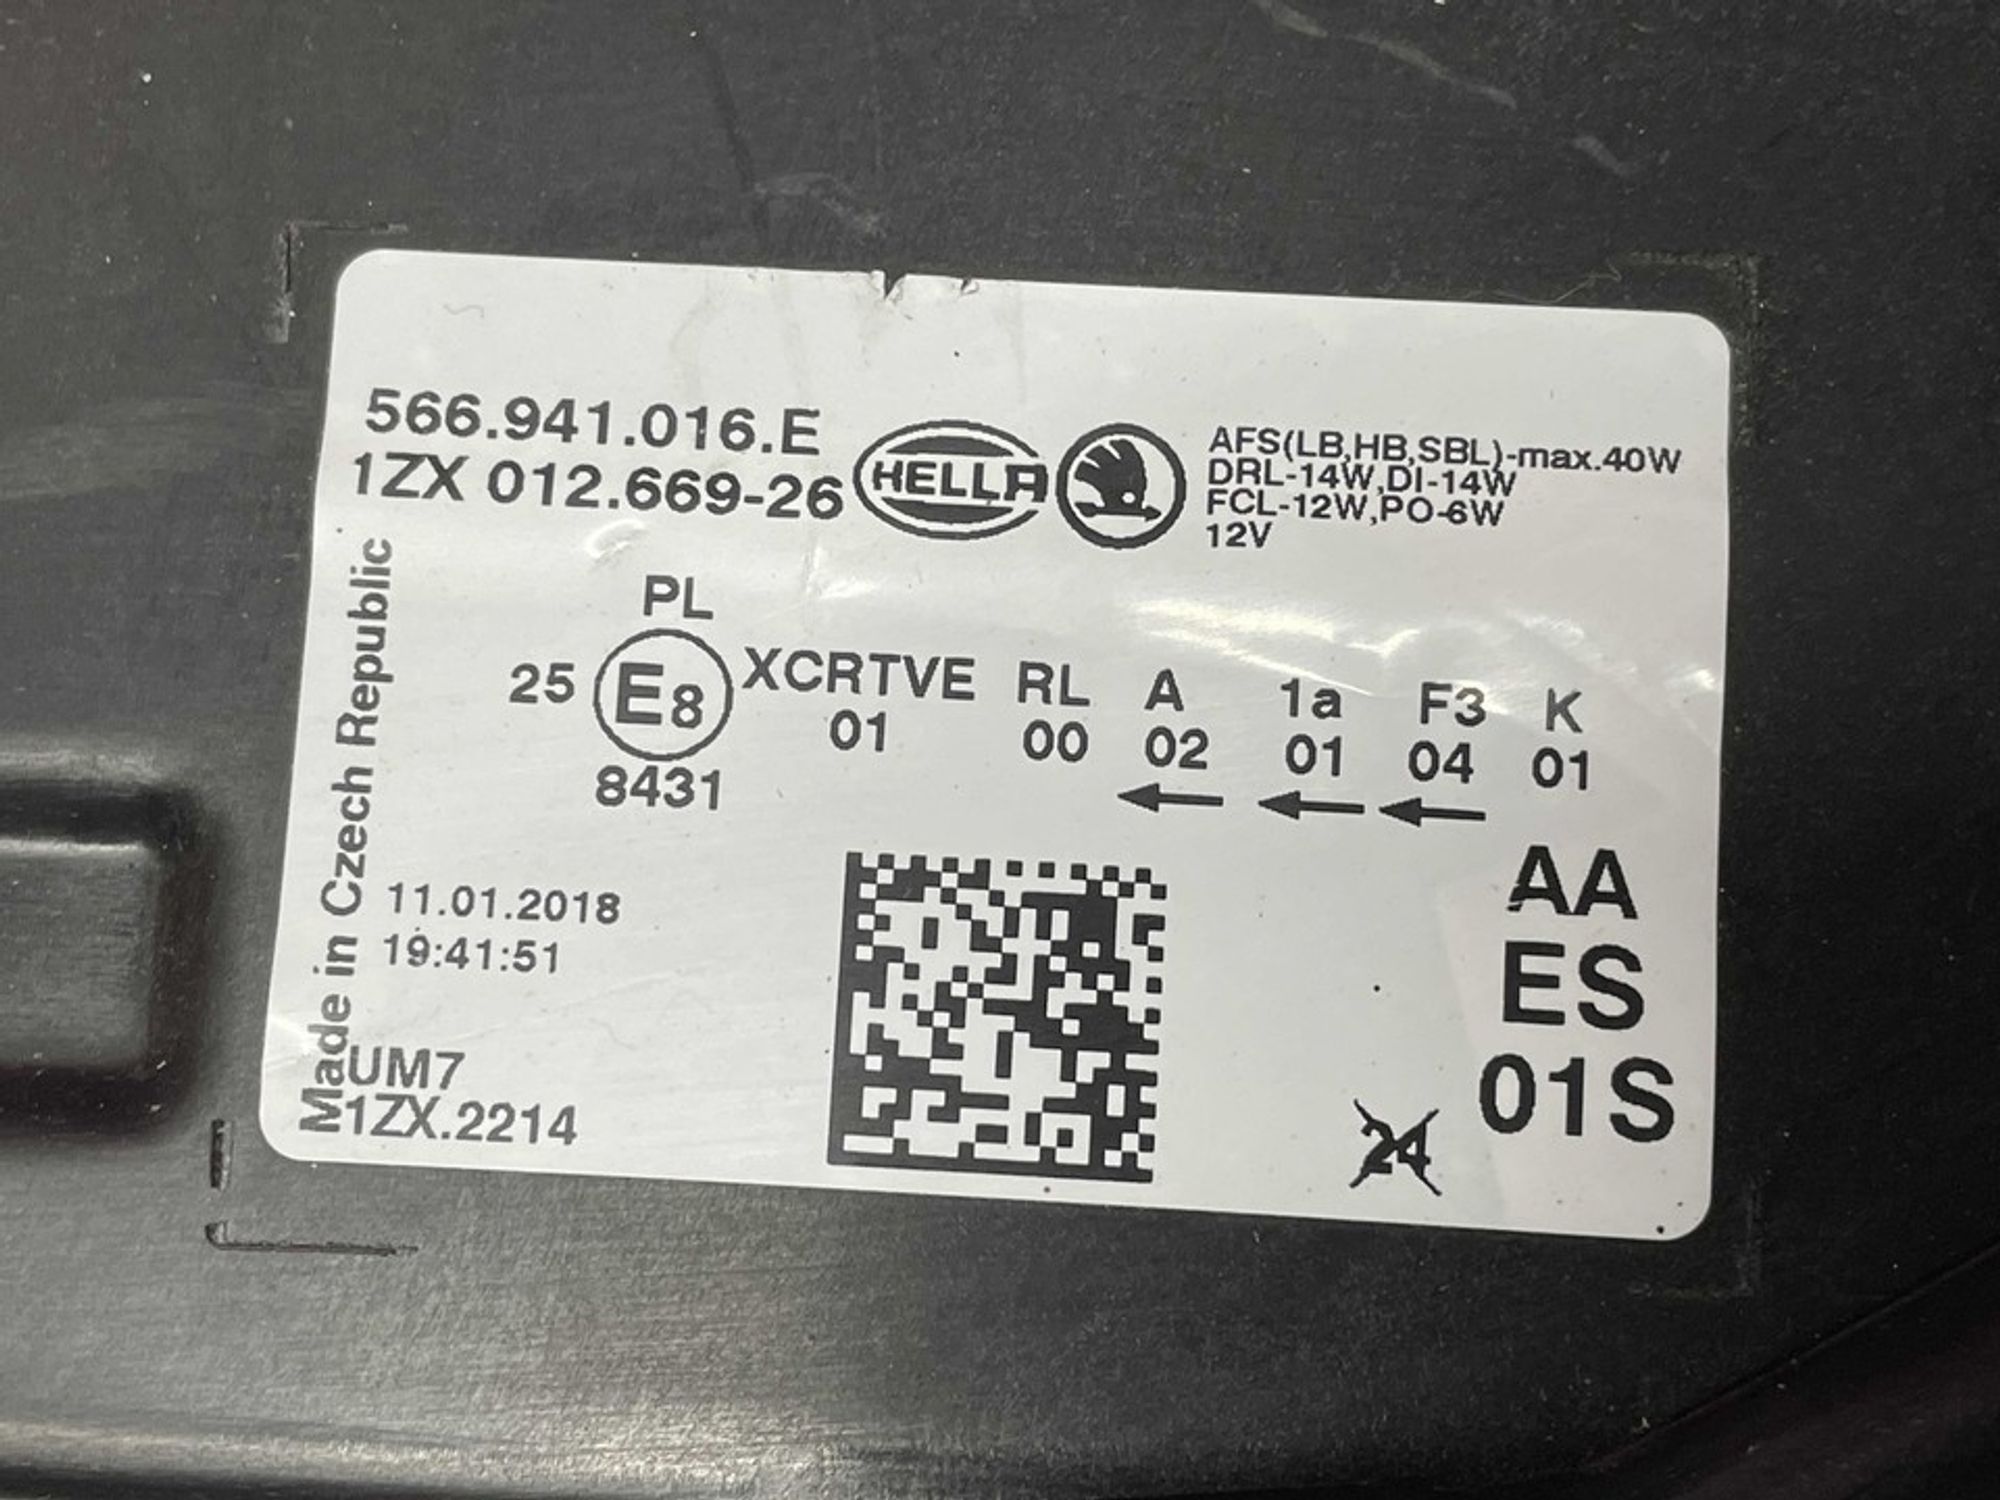 566.941.016.E
1ZX 012.669-26
HELLA
AFS(LB,HB,SBL)-max.40W
DRL-14W,DI-14W
FCL-12W,PO-6W
12V
Made in Czech Republic
PL
25 E8 XCRTVE RL A 1a F3 K
8431 01 00 02 01 04 01
11.01.2018
19:41:51
UM7
1ZX.2214
AA
ES
01S
24